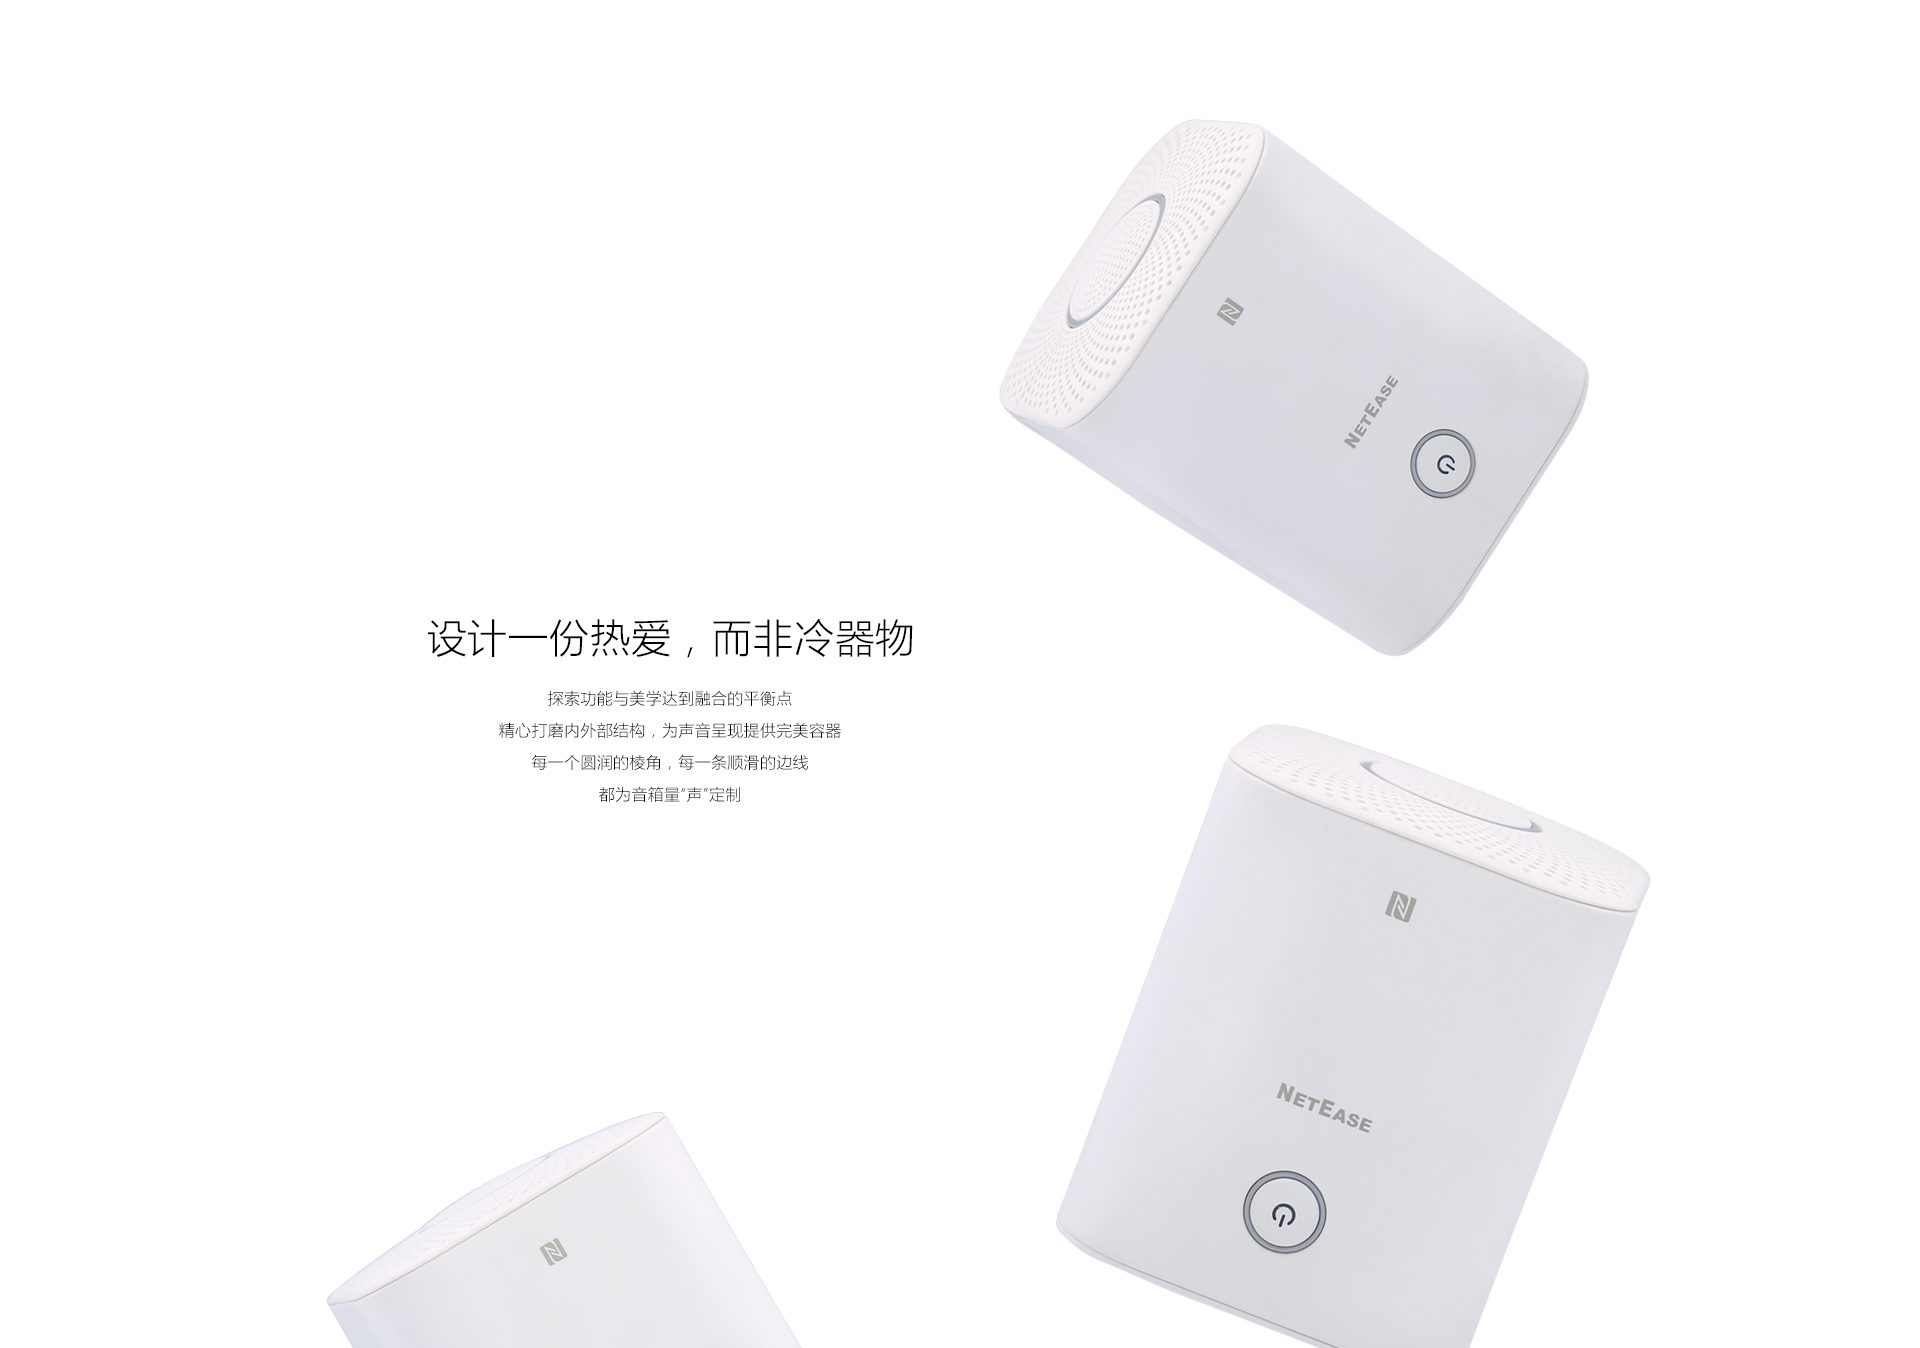 NETEASE
设计一份热爱，而非冷器物
探索功能与美学达到融合的平衡点
精心打磨内外部结构，为声音呈现提供完美容器
每一个圆润的棱角，每一条顺滑的边线
都为音箱量“声”定制
NETEASE